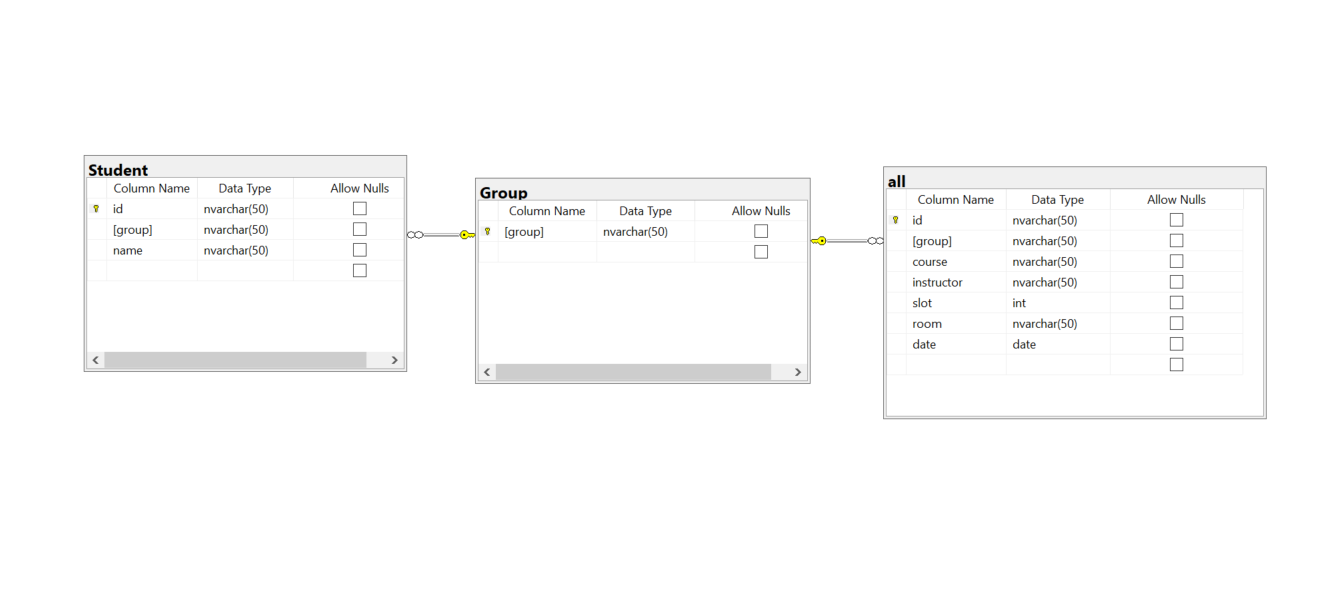 Student
Column Name Data Type Allow Nulls
id nvarchar(50)
[group] nvarchar(50)
name nvarchar(50)
Group
Column Name Data Type Allow Nulls
[group] nvarchar(50)
all
Column Name Data Type Allow Nulls
id nvarchar(50)
[group] nvarchar(50)
course nvarchar(50)
instructor nvarchar(50)
slot int
room nvarchar(50)
date date